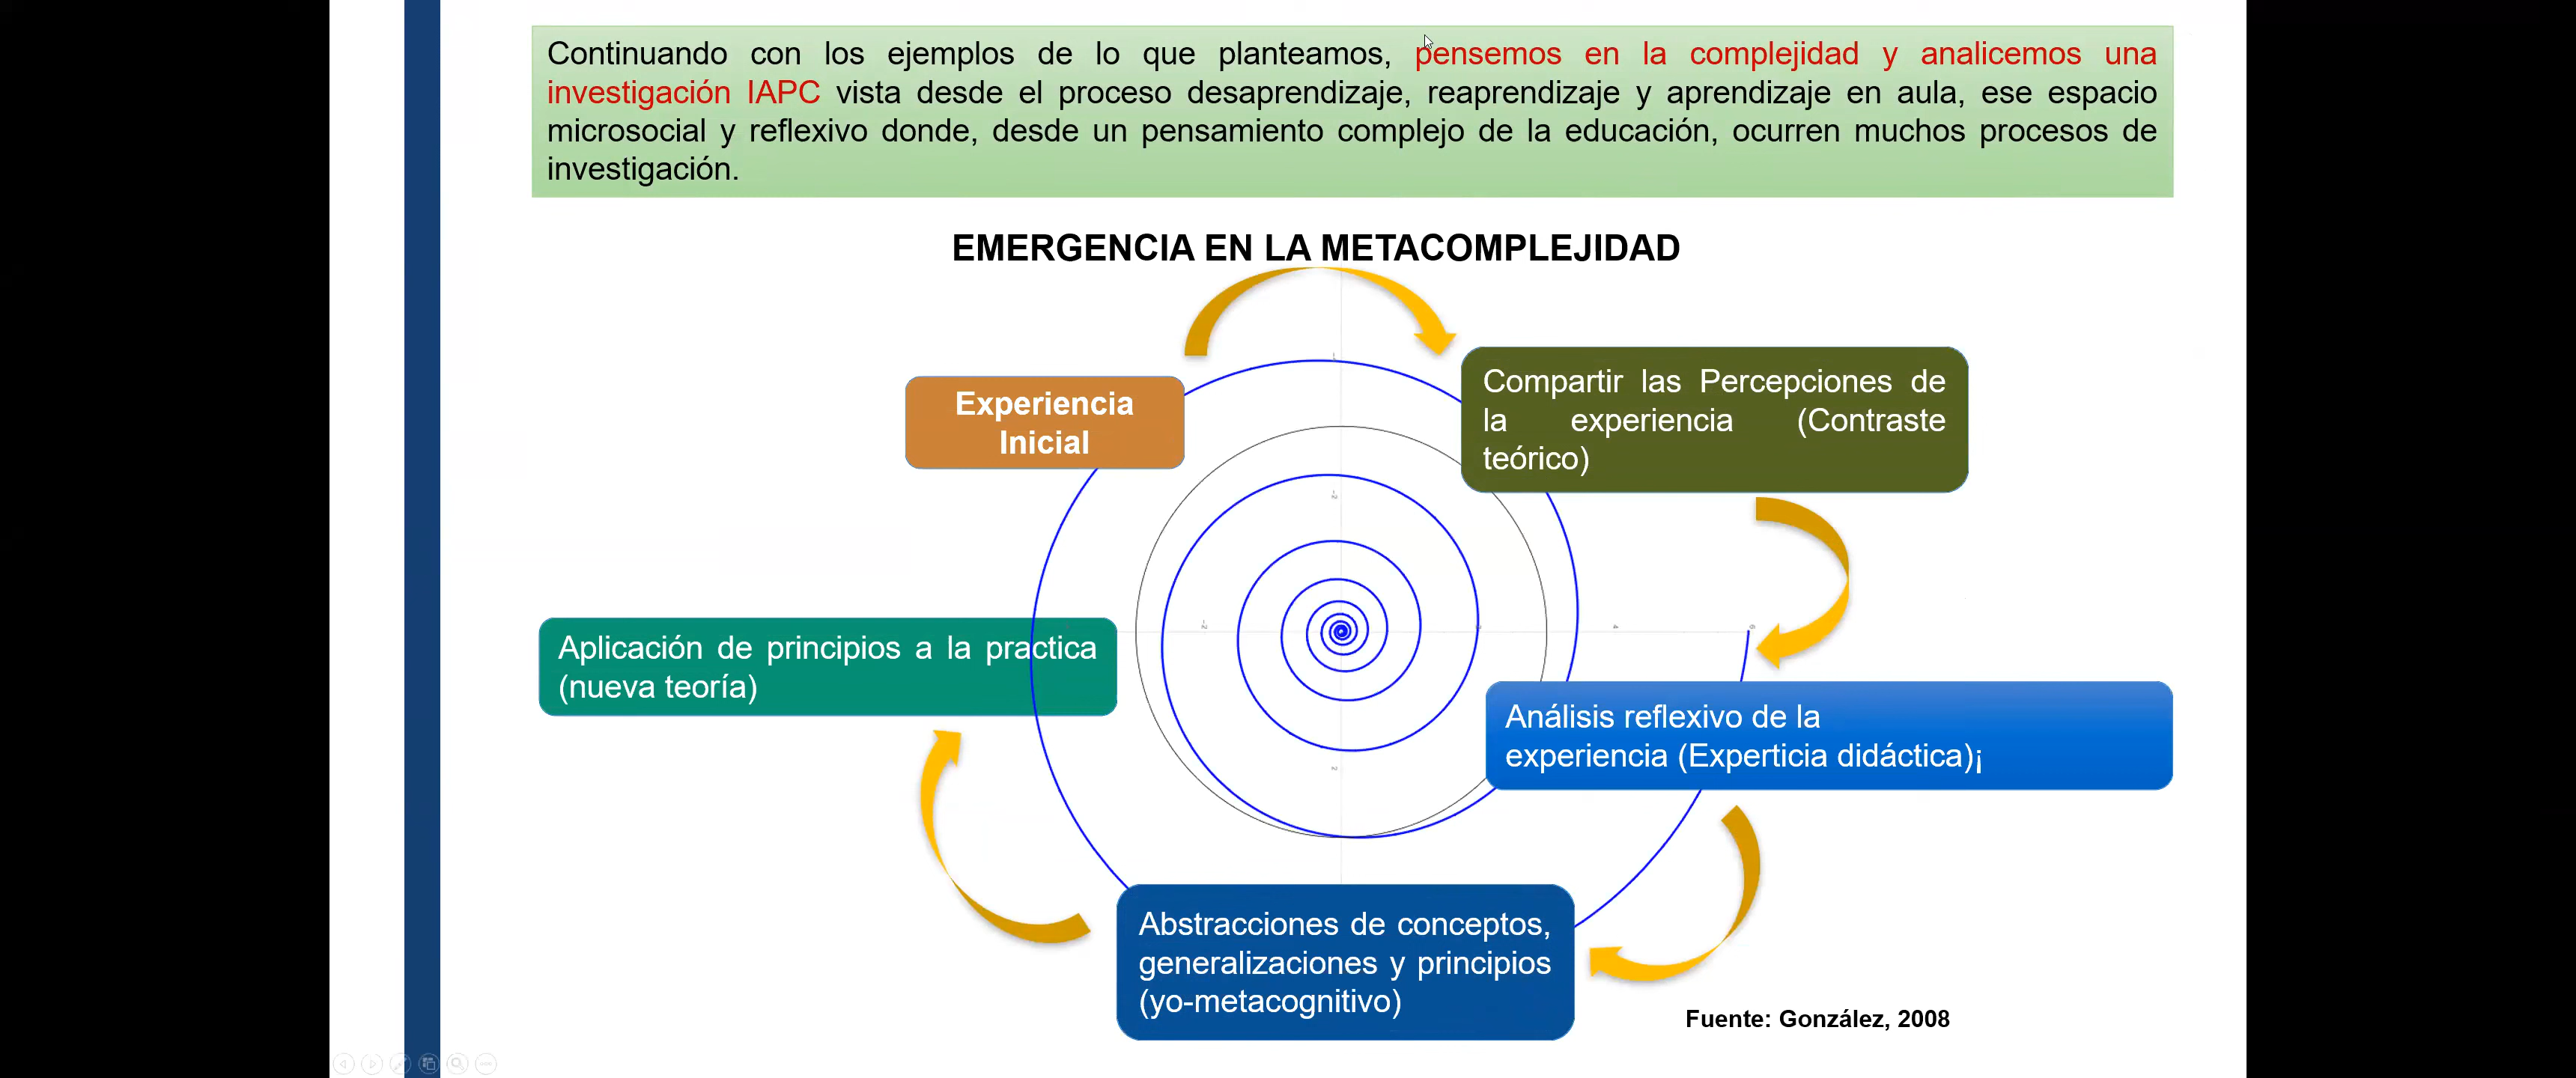 Continuando con los ejemplos de lo que planteamos, pensemos en la complejidad y analicemos una
investigación IAPC vista desde el proceso desaprendizaje, reaprendizaje y aprendizaje en aula, ese espacio
microsocial y reflexivo donde, desde un pensamiento complejo de la educación, ocurren muchos procesos de
investigación.
EMERGENCIA EN LA METACOMPLEJIDAD
Experiencia
Inicial
Compartir las Percepciones de
la experiencia (Contraste
teórico)
Aplicación de principios a la practica
(nueva teoría)
Análisis reflexivo de la
experiencia (Experticia didáctica)¡
Abstracciones de conceptos,
generalizaciones y principios
(yo-metacognitivo)
Fuente: González, 2008